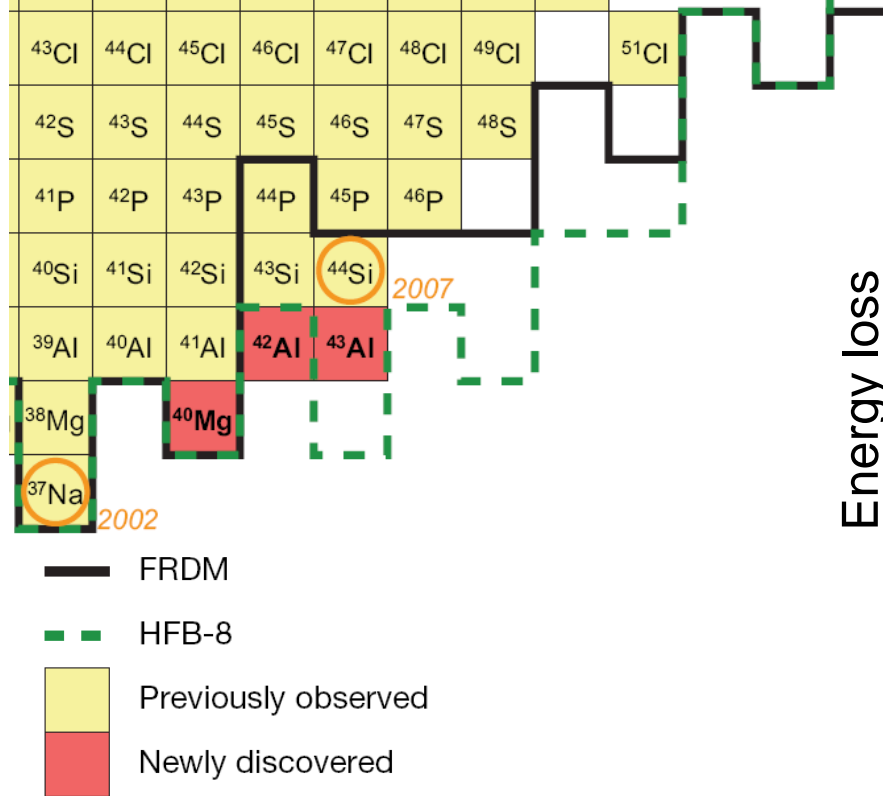 ⁴³Cl ⁴⁴Cl ⁴⁵Cl ⁴⁶Cl ⁴⁷Cl ⁴⁸Cl ⁴⁹Cl ⁵¹Cl
⁴²S ⁴³S ⁴⁴S ⁴⁵S ⁴⁶S ⁴⁷S ⁴⁸S
⁴¹P ⁴²P ⁴³P ⁴⁴P ⁴⁵P ⁴⁶P
⁴⁰Si ⁴¹Si ⁴²Si ⁴³Si ⁴⁴Si 2007
³⁹Al ⁴⁰Al ⁴¹Al ⁴²Al ⁴³Al
³⁸Mg ⁴⁰Mg
³⁷Na 2002
Energy loss
FRDM
HFB-8
Previously observed
Newly discovered